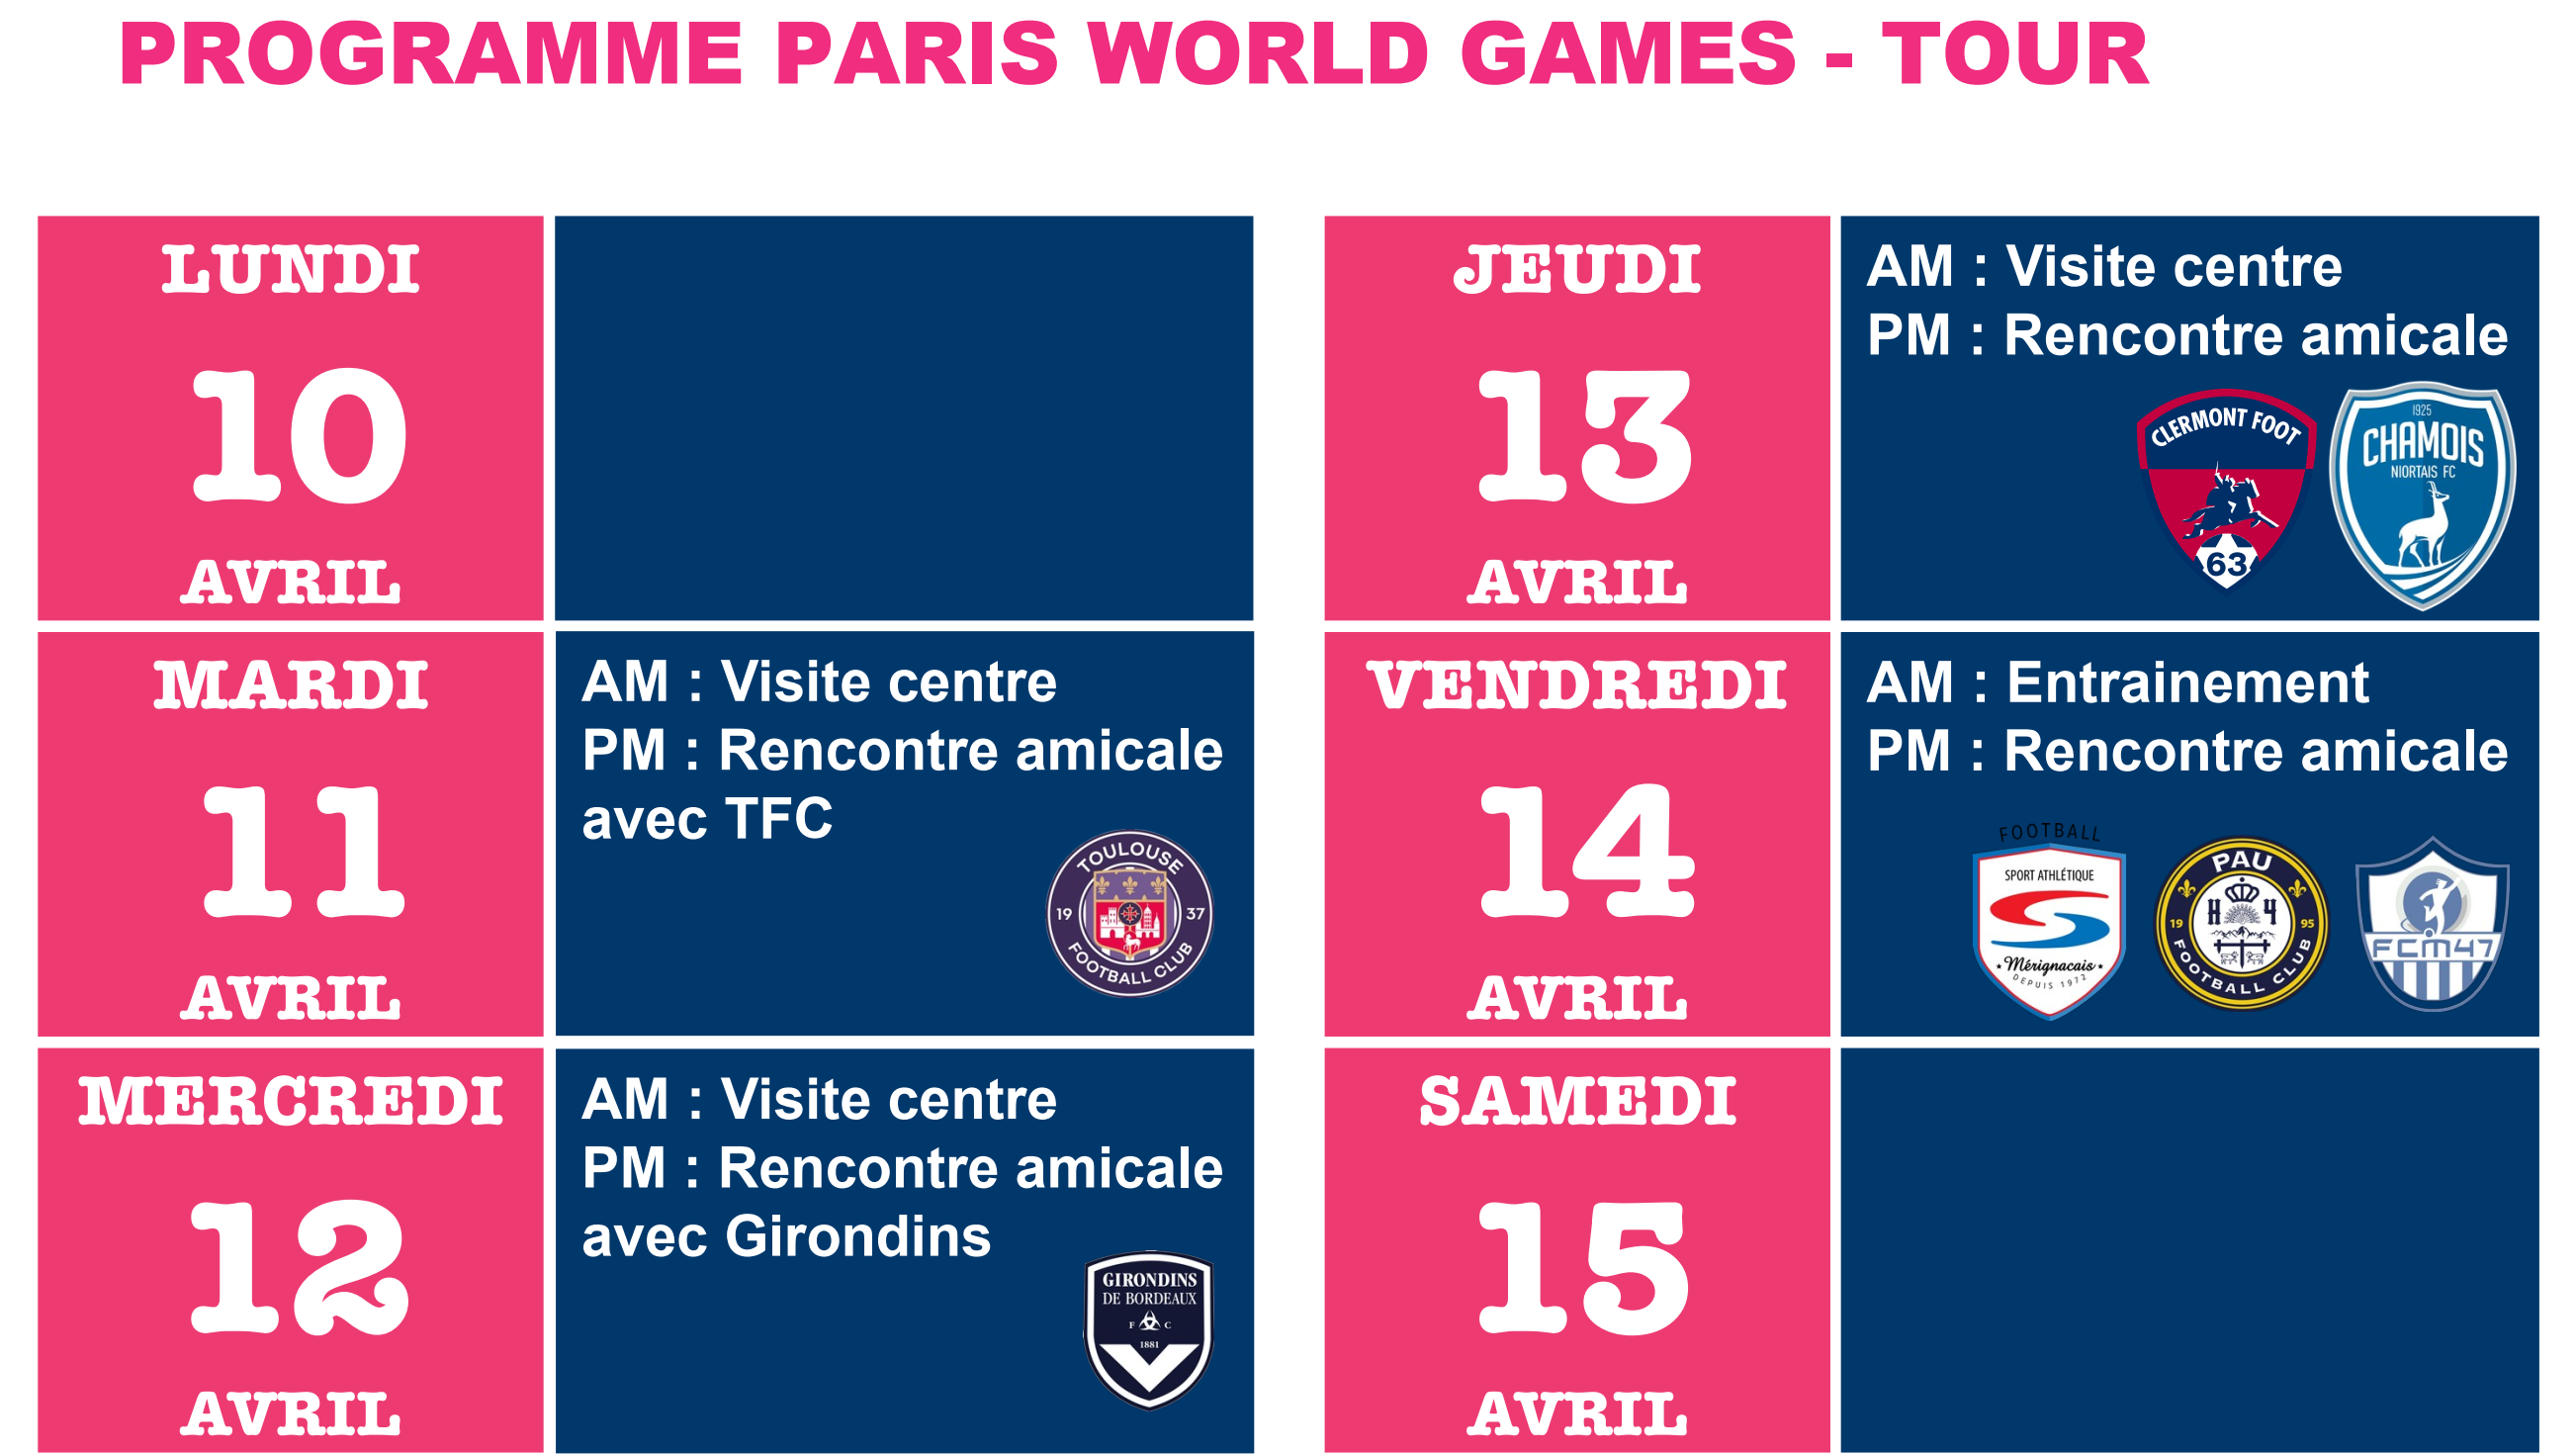 PROGRAMME PARIS WORLD GAMES - TOUR
LUNDI
10
AVRIL
MARDI
11
AVRIL
AM : Visite centre
PM : Rencontre amicale
avec TFC
TOULOUSE
19 37
FOOTBALL CLUB
MERCREDI
12
AVRIL
AM : Visite centre
PM : Rencontre amicale
avec Girondins
GIRONDINS
DE BORDEAUX
F C
1881
JEUDI
13
AVRIL
AM : Visite centre
PM : Rencontre amicale
CLERMONT FOOT
63
1925
CHAMOIS
NIORTAIS FC
VENDREDI
14
AVRIL
AM : Entrainement
PM : Rencontre amicale
FOOTBALL
SPORT ATHLÉTIQUE
Mérignacais
DEPUIS 1972
PAU
H 4
19 95
FOOTBALL CLUB
FCM47
SAMEDI
15
AVRIL